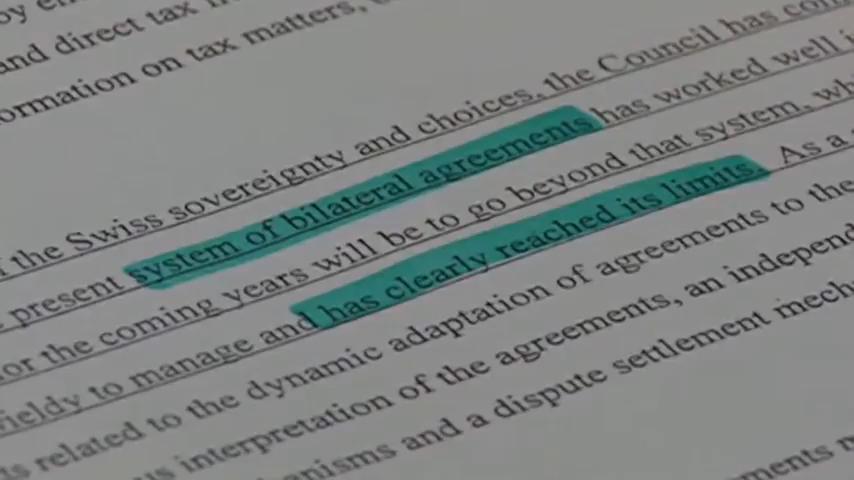 and direct tax
ormation on tax matters,
the Swiss sovereignty and choices, the Council has
present system of bilateral agreements has worked well
or the coming years will be to go beyond that system,
ieldy to manage and has clearly reached its limits. As a
related to the dynamic adaptation of agreements to the
interpretation of the agreements, an independ
anisms and a dispute settlement mech